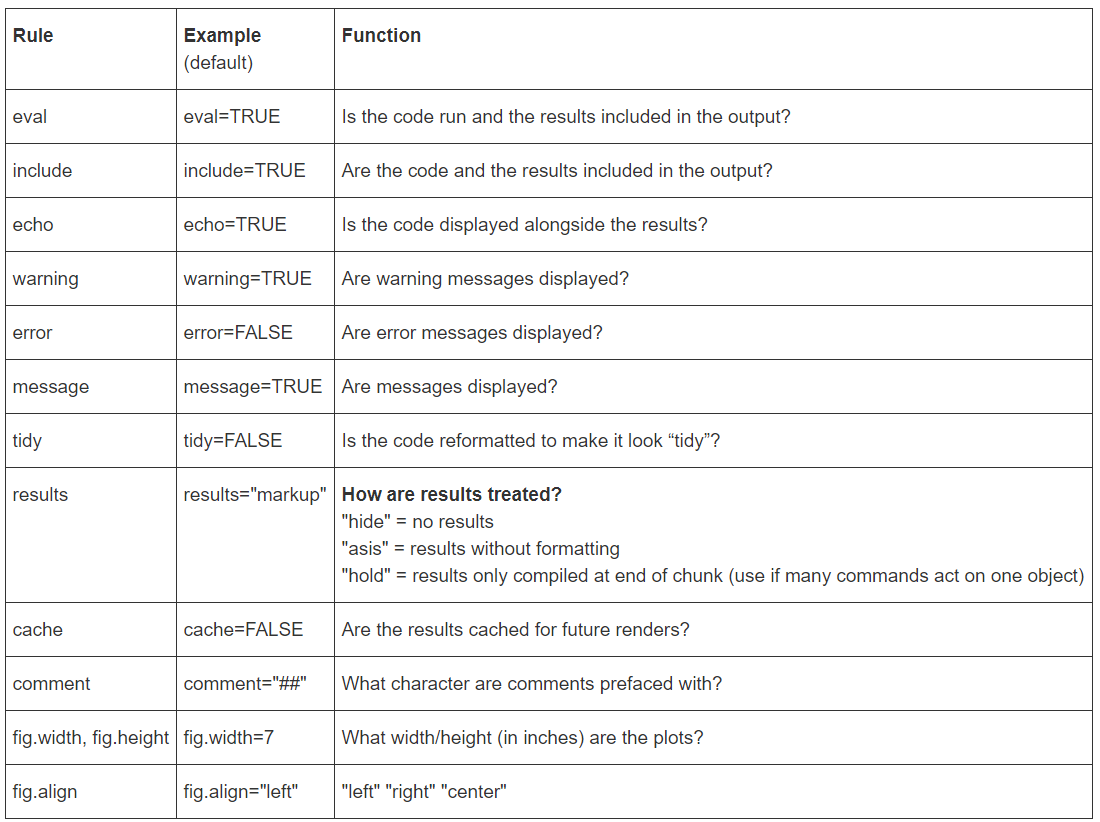 Rule Example Function
(default)
eval eval=TRUE Is the code run and the results included in the output?
include include=TRUE Are the code and the results included in the output?
echo echo=TRUE Is the code displayed alongside the results?
warning warning=TRUE Are warning messages displayed?
error error=FALSE Are error messages displayed?
message message=TRUE Are messages displayed?
tidy tidy=FALSE Is the code reformatted to make it look “tidy”?
results results="markup" How are results treated?
"hide" = no results
"asis" = results without formatting
"hold" = results only compiled at end of chunk (use if many commands act on one object)
cache cache=FALSE Are the results cached for future renders?
comment comment="##" What character are comments prefaced with?
fig.width, fig.height fig.width=7 What width/height (in inches) are the plots?
fig.align fig.align="left" "left" "right" "center"